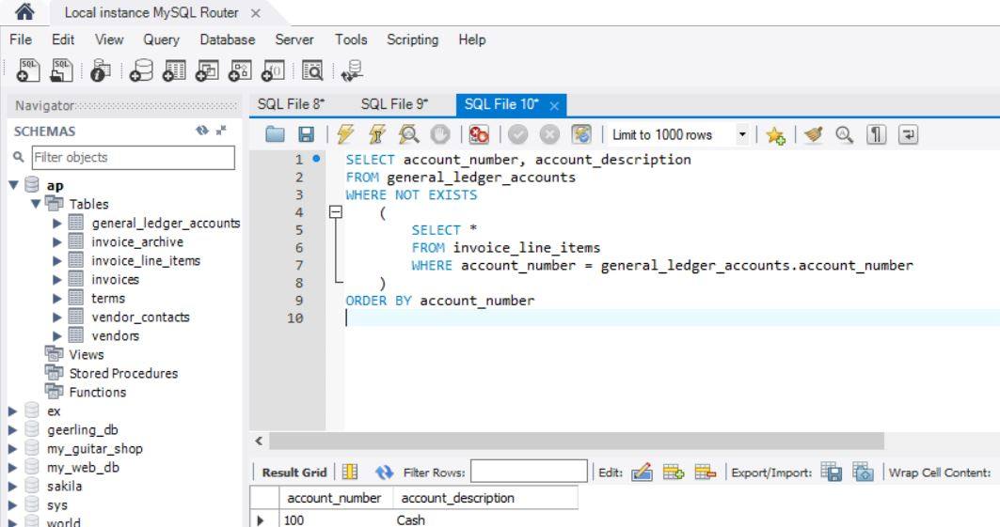 Local instance MySQL Router ×
File Edit View Query Database Server Tools Scripting Help
Navigator
SCHEMAS
Filter objects
ap
Tables
general_ledger_accounts
invoice_archive
invoice_line_items
invoices
terms
vendor_contacts
vendors
Views
Stored Procedures
Functions
ex
geerling_db
my_guitar_shop
my_web_db
sakila
sys
world
SQL File 8* SQL File 9* SQL File 10* ×
Limit to 1000 rows
1 SELECT account_number, account_description
2 FROM general_ledger_accounts
3 WHERE NOT EXISTS
4 (
5 SELECT *
6 FROM invoice_line_items
7 WHERE account_number = general_ledger_accounts.account_number
8 )
9 ORDER BY account_number
10
Result Grid Filter Rows: Edit: Export/Import: Wrap Cell Content:
account_number account_description
100 Cash